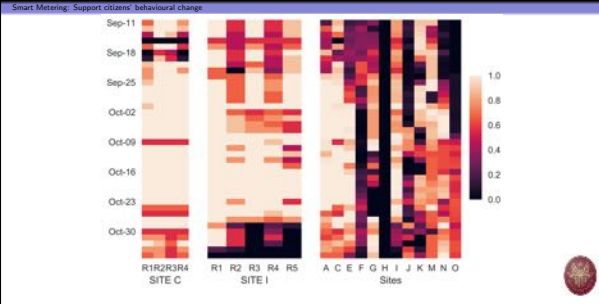 Smart Metering: Support citizens' behavioural change
Sep-11
Sep-18
Sep-25
Oct-02
Oct-09
Oct-16
Oct-23
Oct-30
1.0
0.8
0.6
0.4
0.2
0.0
R1R2R3R4
SITE C
R1 R2 R3 R4 R5
SITE I
A C E F G H I J K M N O
Sites